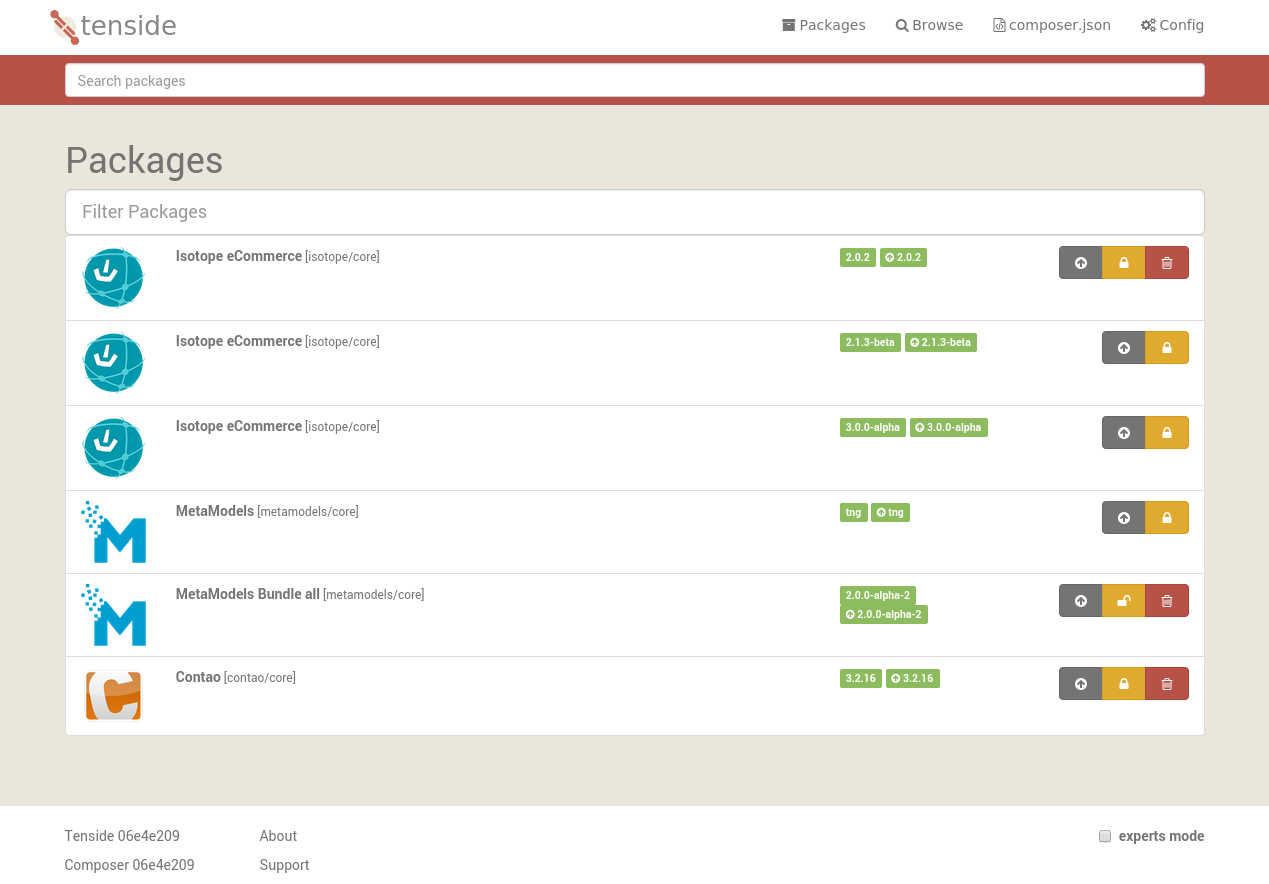 tenside
Packages Browse composer.json Config
Search packages
Packages
Filter Packages
Isotope eCommerce [isotope/core] 2.0.2 2.0.2
Isotope eCommerce [isotope/core] 2.1.3-beta 2.1.3-beta
Isotope eCommerce [isotope/core] 3.0.0-alpha 3.0.0-alpha
MetaModels [metamodels/core] tng tng
MetaModels Bundle all [metamodels/core] 2.0.0-alpha-2
2.0.0-alpha-2
Contao [contao/core] 3.2.16 3.2.16
Tenside 06e4e209 About experts mode
Composer 06e4e209 Support